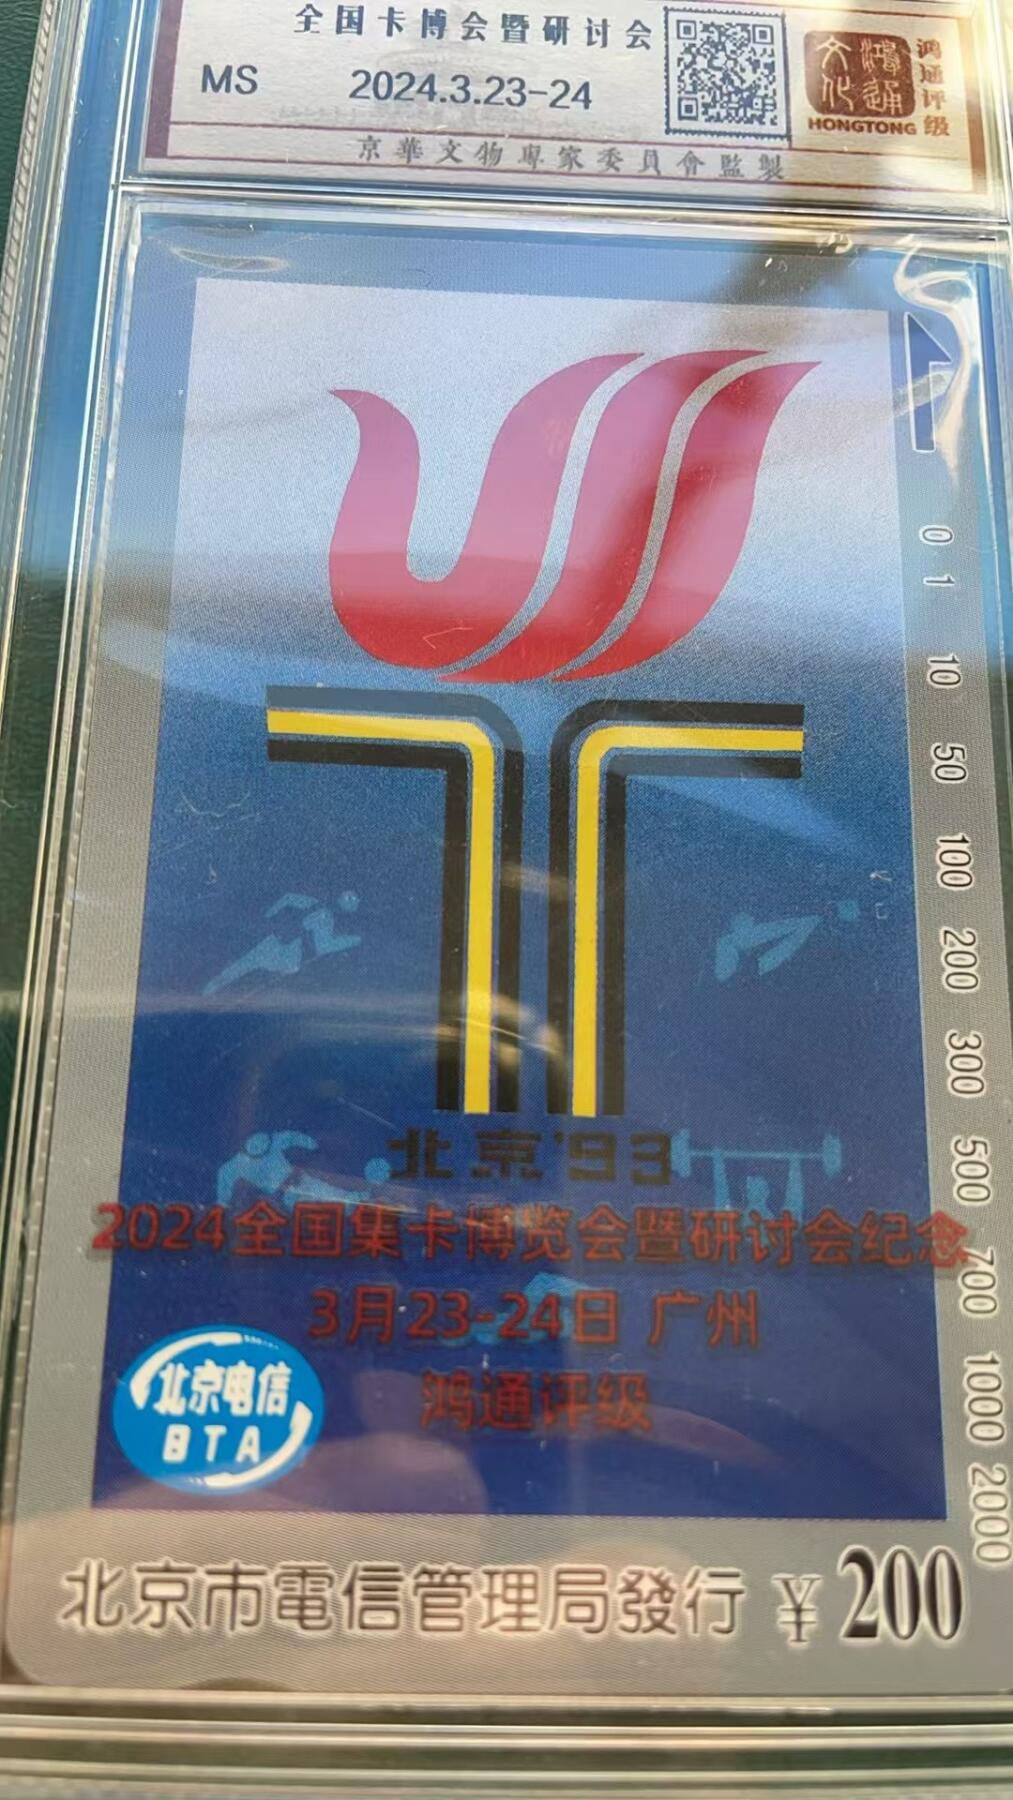 全国卡博会暨研讨会
MS 2024.3.23-24
文化
鸿通
鸿通评级
HONGTONG
京華文物專家委員會監製
0
1
10
50
100
200
300
500
700
1000
2000
北京'93
2024全国集卡博览会暨研讨会纪念
3月23-24日 广州
鸿通评级
北京电信
BTA
北京市電信管理局發行 ¥200